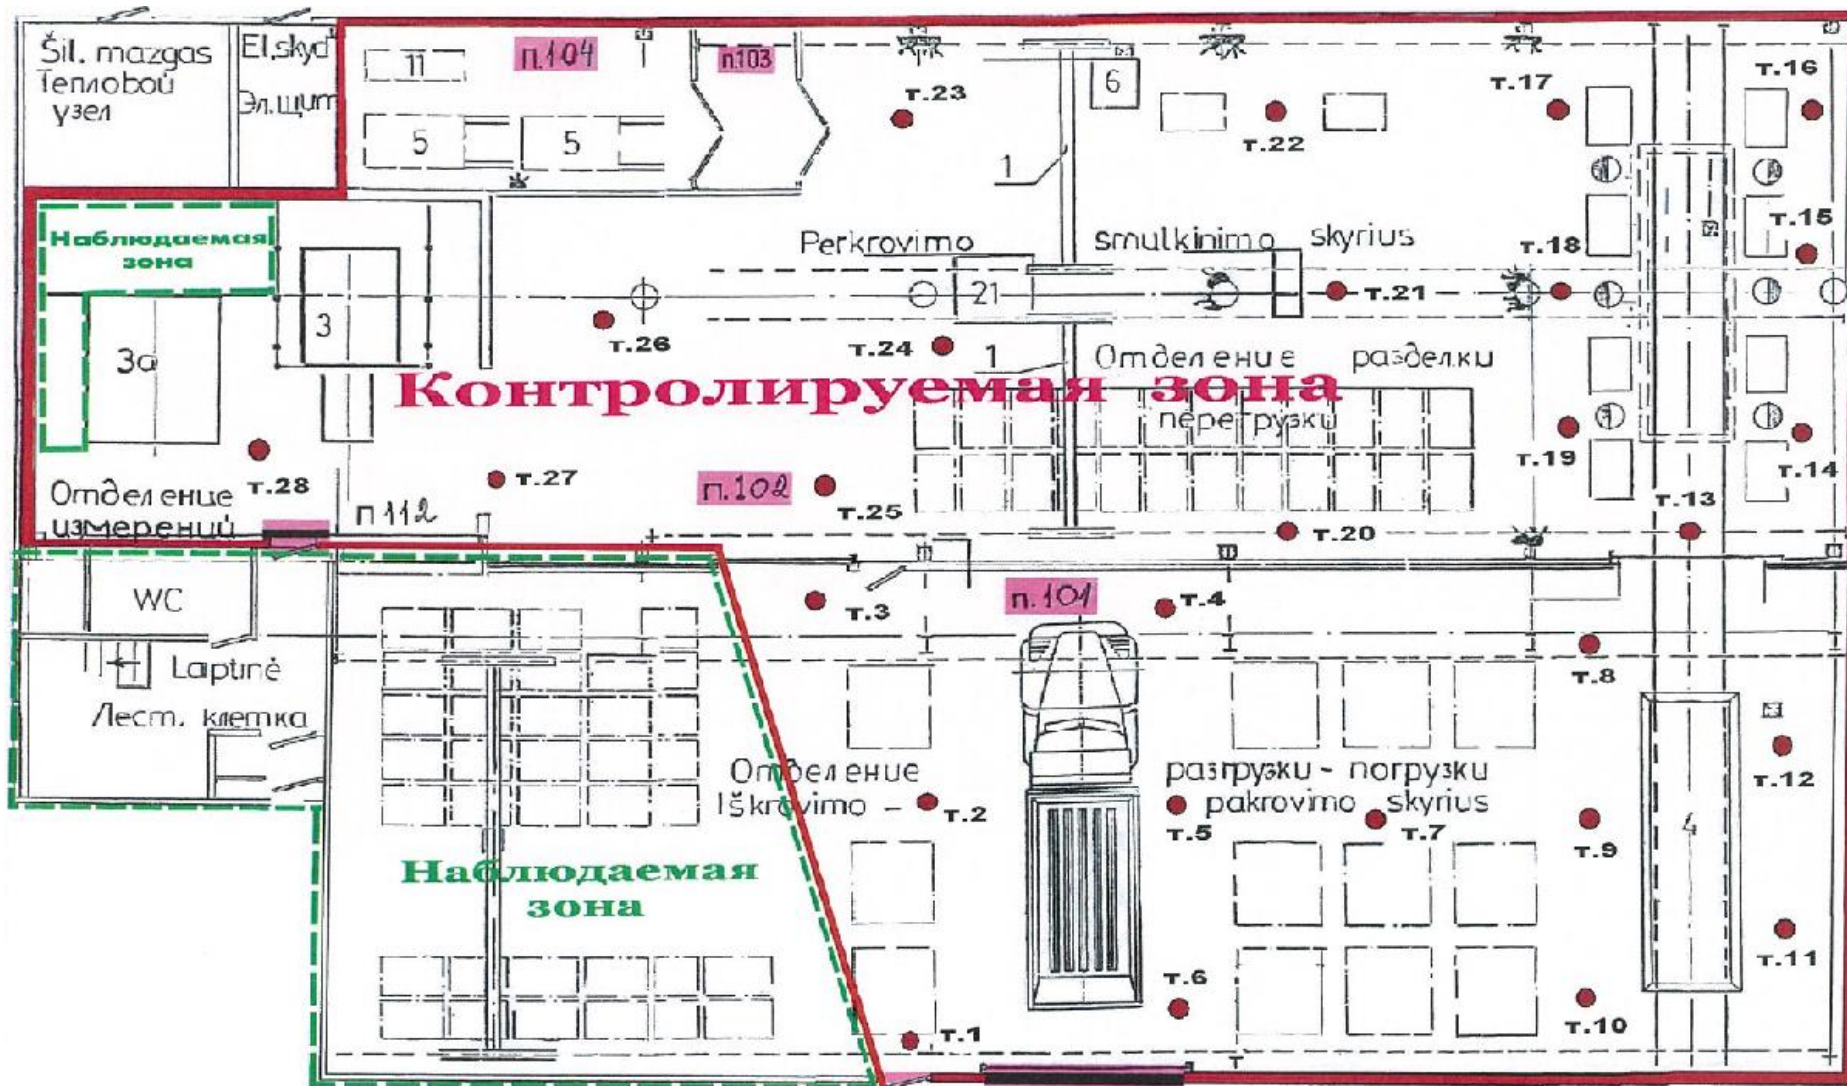 Šil. mazgas
Тепловой
узел
El.skyd
Эл.щит
11
п.104
п.103
5
5
6
т.23
т.22
т.17
т.16
1
Наблюдаемая
зона
Perkrovimo
smulkinimo skyrius
т.18
т.15
3
21
т.21
3а
т.26
т.24
1
Отделение разделки
Контролируемая зона
перегрузки
т.28
т.27
п.102
т.25
т.19
т.14
Отделение
измерений
п 112
т.20
т.13
WC
т.3
п.101
т.4
Laptinė
т.8
Лест. клетка
Отделение разгрузки - погрузки
Iškrovimo - pakrovimo skyrius
т.2
т.5
т.7
т.9
4
т.12
Наблюдаемая
зона
т.11
т.6
т.10
т.1